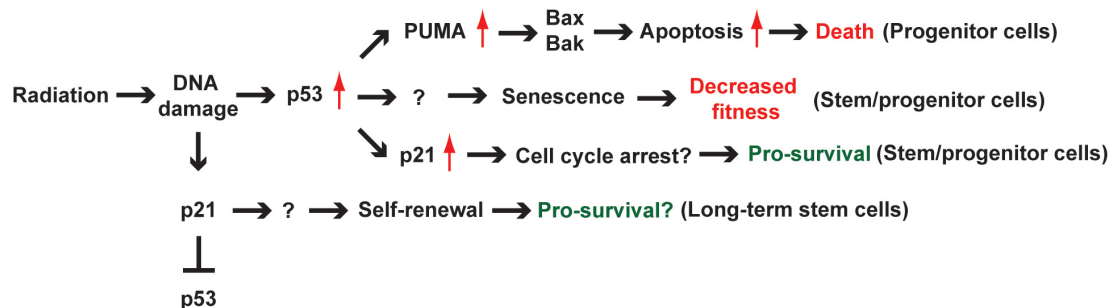 PUMA Bax Bak Apoptosis Death (Progenitor cells)
Radiation DNA damage p53 ? Senescence Decreased fitness (Stem/progenitor cells)
p21 Cell cycle arrest? Pro-survival (Stem/progenitor cells)
p21 ? Self-renewal Pro-survival? (Long-term stem cells)
p53